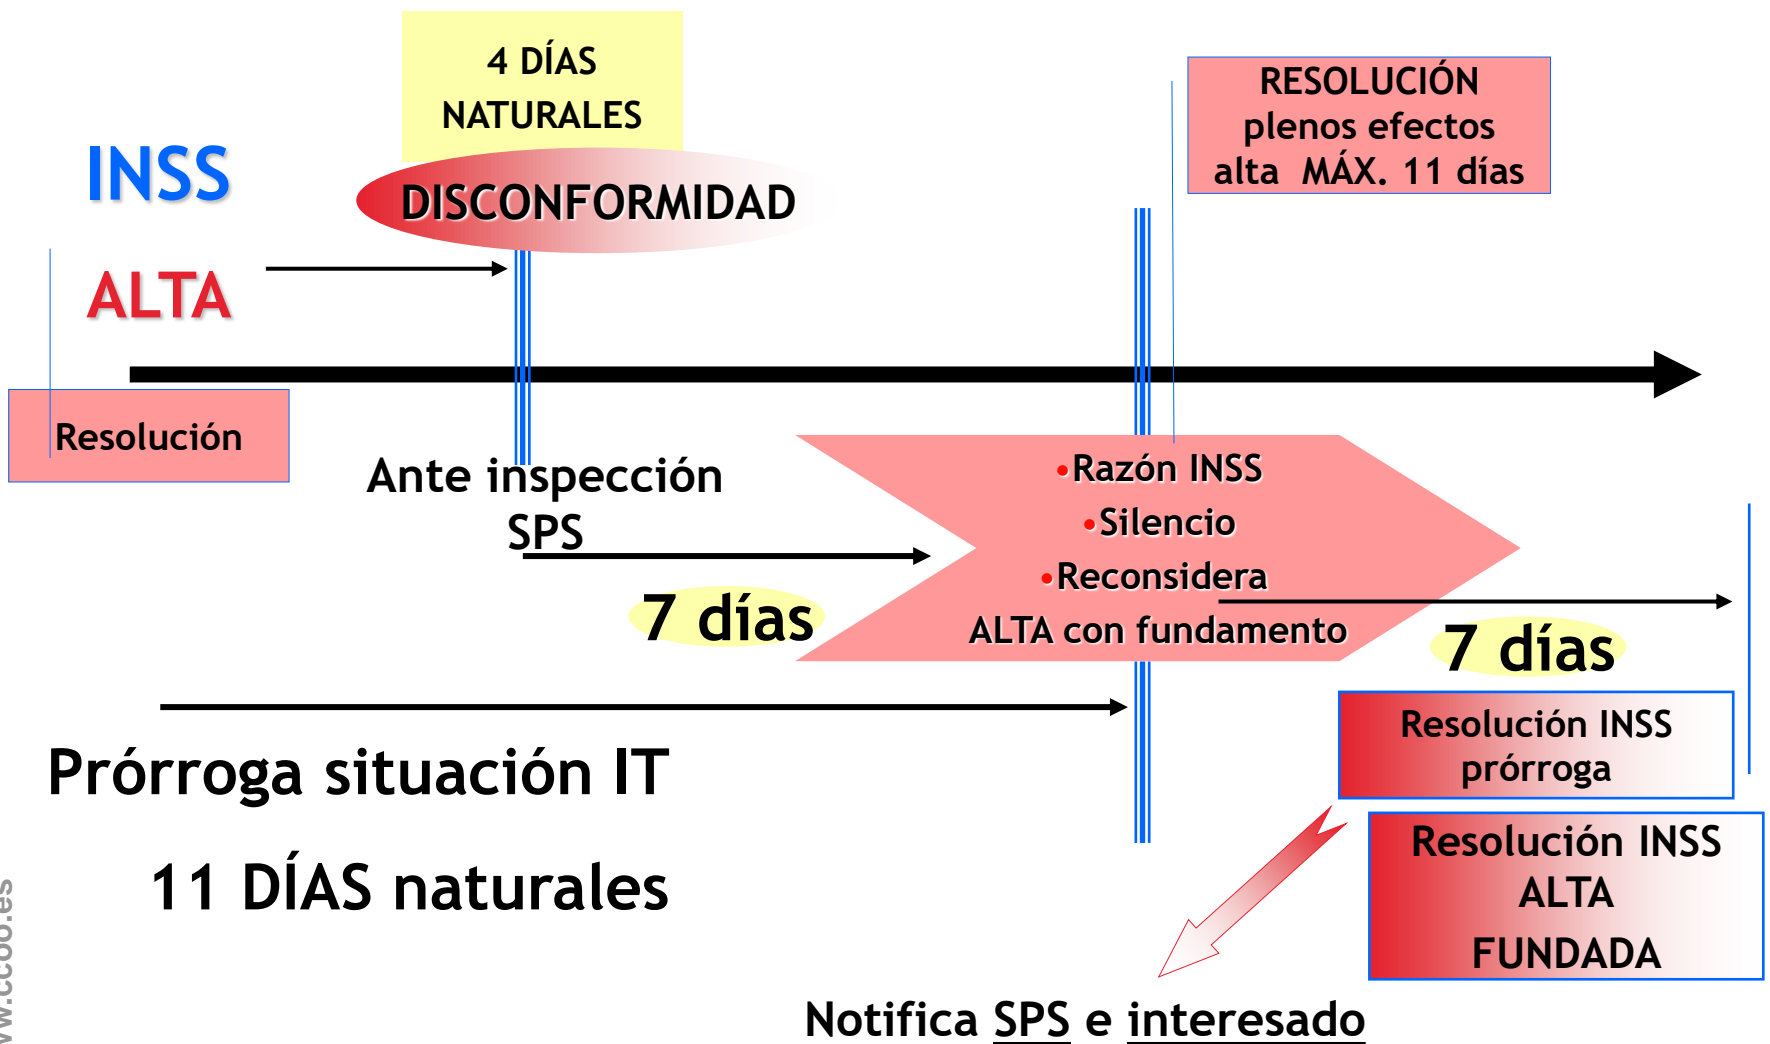 4 DÍAS
NATURALES
DISCONFORMIDAD
INSS
ALTA
RESOLUCIÓN
plenos efectos
alta MÁX. 11 días
Resolución
Ante inspección
SPS
7 días
•Razón INSS
•Silencio
•Reconsidera
ALTA con fundamento
7 días
Prórroga situación IT
11 DÍAS naturales
Resolución INSS
prórroga
Resolución INSS
ALTA
FUNDADA
Notifica SPS e interesado
w.ccoo.es